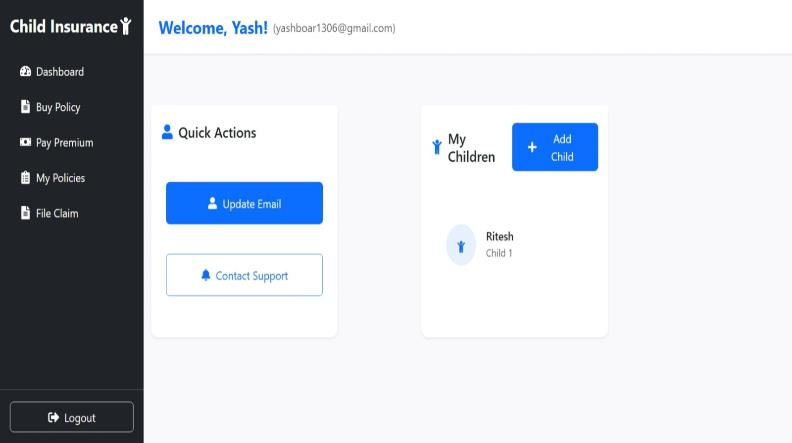 Child Insurance
Dashboard
Buy Policy
Pay Premium
My Policies
File Claim
Logout
Welcome, Yash! (yashboar1306@gmail.com)
Quick Actions
Update Email
Contact Support
My
Children
Add
Child
Ritesh
Child 1